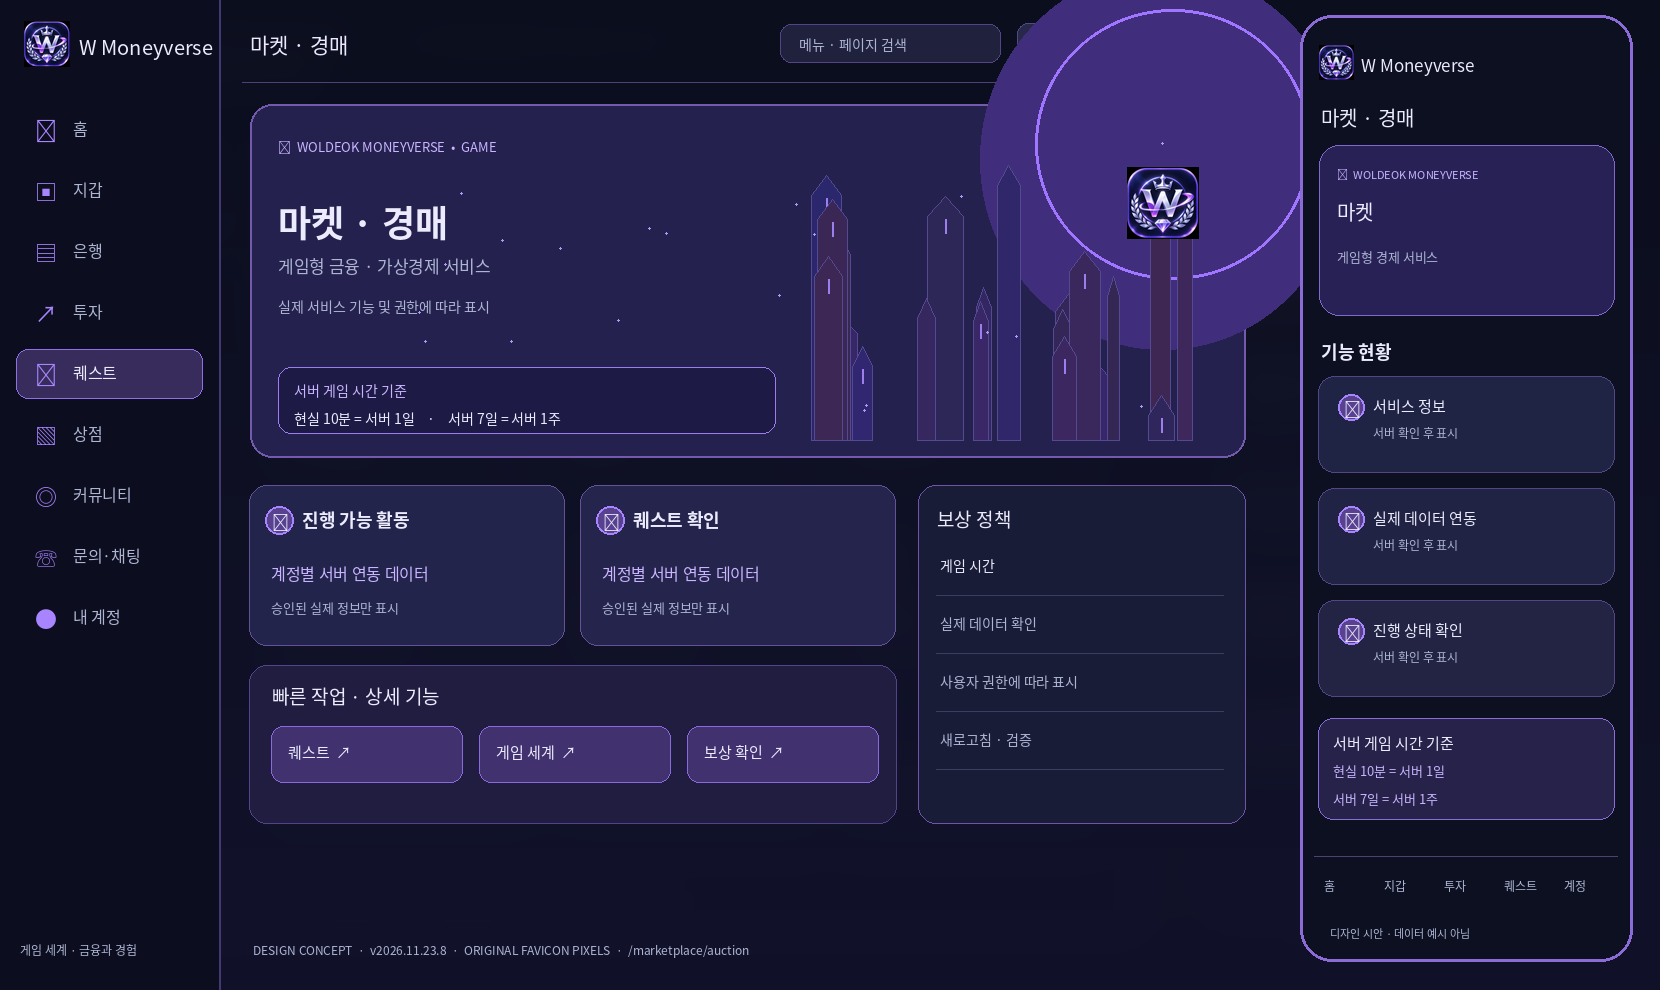 W Moneyverse
홈
지갑
은행
투자
퀘스트
상점
커뮤니티
문의·채팅
내 계정
게임 세계 · 금융과 경험
마켓 · 경매
메뉴 · 페이지 검색
WOLDEOK MONEYVERSE • GAME
마켓 · 경매
게임형 금융 · 가상경제 서비스
실제 서비스 기능 및 권한에 따라 표시
서버 게임 시간 기준
현실 10분 = 서버 1일 · 서버 7일 = 서버 1주
진행 가능 활동
계정별 서버 연동 데이터
승인된 실제 정보만 표시
퀘스트 확인
계정별 서버 연동 데이터
승인된 실제 정보만 표시
빠른 작업 · 상세 기능
퀘스트 ↗
게임 세계 ↗
보상 확인 ↗
보상 정책
게임 시간
실제 데이터 확인
사용자 권한에 따라 표시
새로고침 · 검증
DESIGN CONCEPT · v2026.11.23.8 · ORIGINAL FAVICON PIXELS · /marketplace/auction
W
W Moneyverse
마켓 · 경매
WOLDEOK MONEYVERSE
마켓
게임형 경제 서비스
기능 현황
서비스 정보
서버 확인 후 표시
실제 데이터 연동
서버 확인 후 표시
진행 상태 확인
서버 확인 후 표시
서버 게임 시간 기준
현실 10분 = 서버 1일
서버 7일 = 서버 1주
홈 지갑 투자 퀘스트 계정
디자인 시안 · 데이터 예시 아님